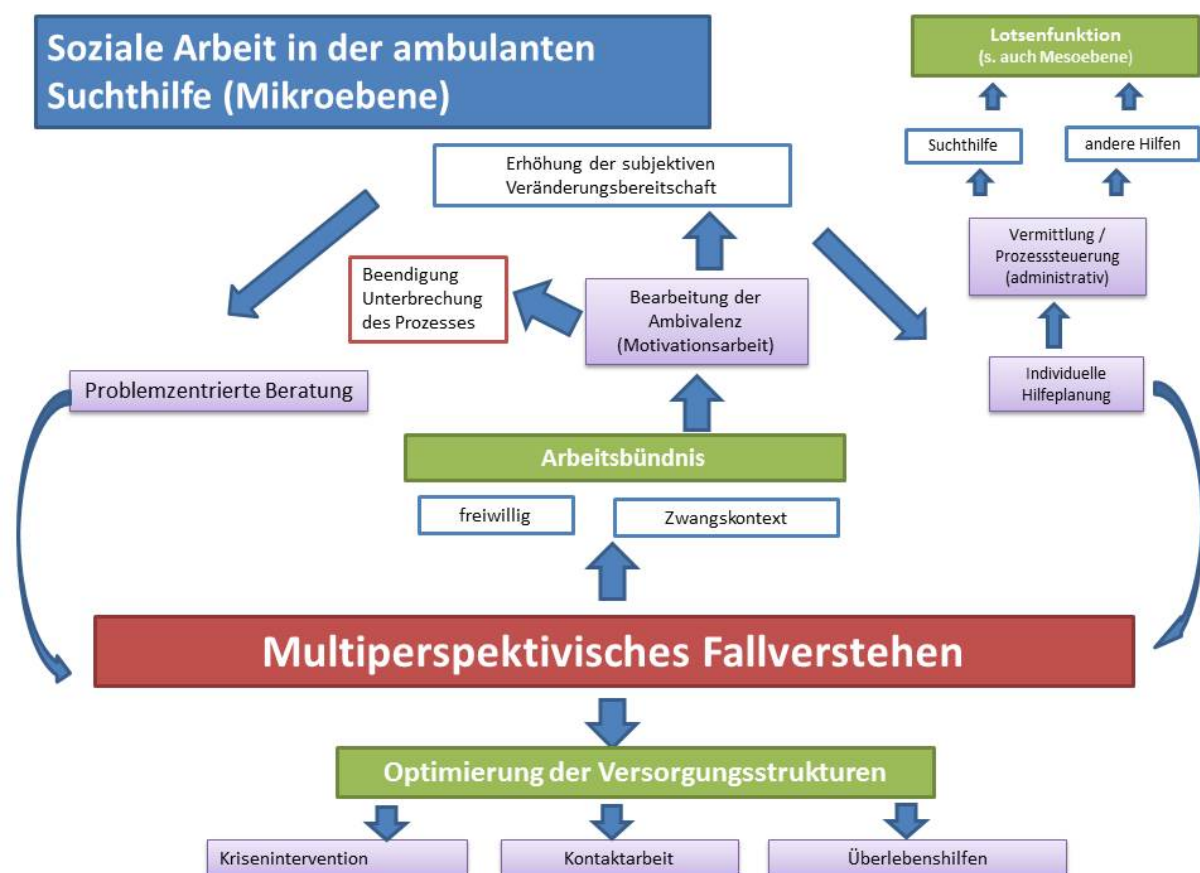 Soziale Arbeit in der ambulanten
Suchthilfe (Mikroebene)
Lotsenfunktion
(s. auch Mesoebene)
Suchthilfe
andere Hilfen
Erhöhung der subjektiven
Veränderungsbereitschaft
Vermittlung /
Prozesssteuerung
(administrativ)
Beendigung
Unterbrechung
des Prozesses
Bearbeitung der
Ambivalenz
(Motivationsarbeit)
Problemzentrierte Beratung
Individuelle
Hilfeplanung
Arbeitsbündnis
freiwillig
Zwangskontext
Multiperspektivisches Fallverstehen
Optimierung der Versorgungsstrukturen
Krisenintervention
Kontaktarbeit
Überlebenshilfen